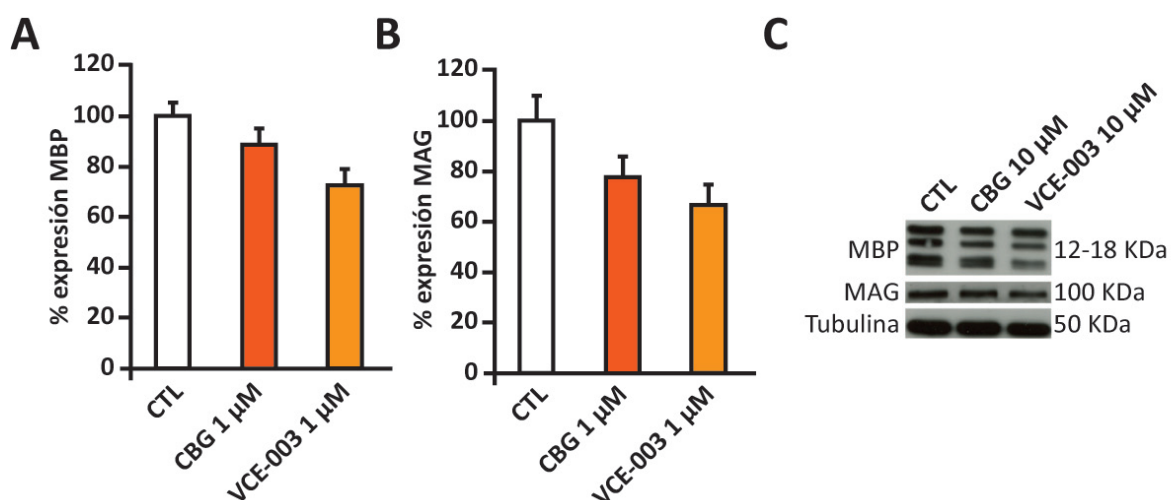 A
% expresión MBP
120
100
80
60
40
20
0
CTL
CBG 1 µM
VCE-003 1 µM
B
% expresión MAG
120
100
80
60
40
20
0
CTL
CBG 1 µM
VCE-003 1 µM
C
CTL
CBG 10 µM
VCE-003 10 µM
MBP 12-18 KDa
MAG 100 KDa
Tubulina 50 KDa